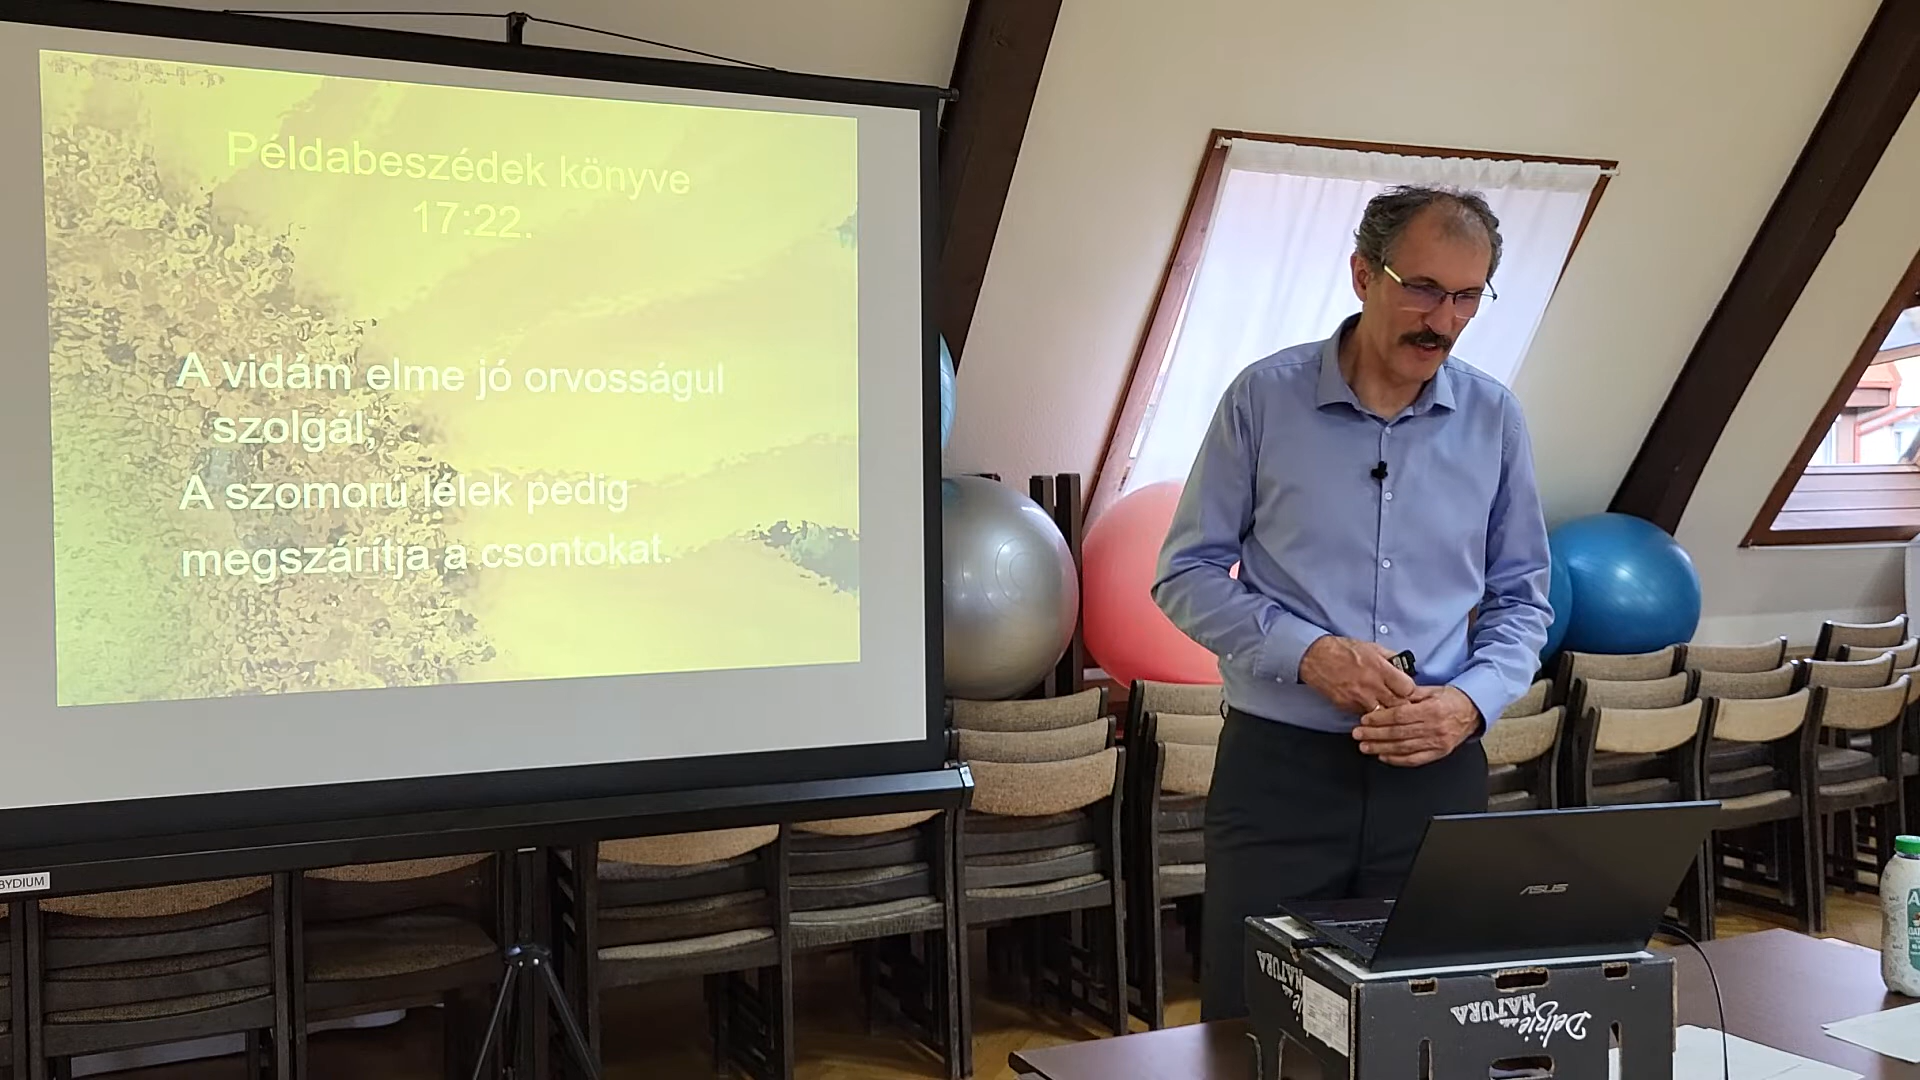 Példabeszédek könyve
17:22.
A vidám elme jó orvosságul
szolgál;
A szomorú lélek pedig
megszárítja a csontokat.
BYDIUM
ASUS
NATURA
Delizie della
NATURA